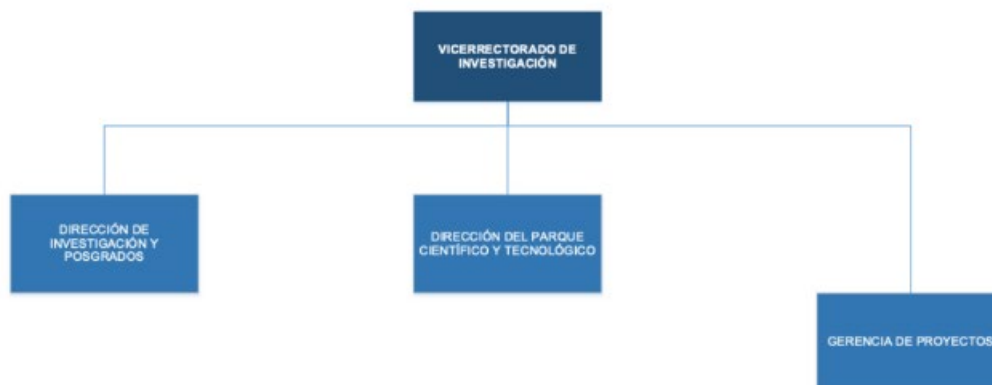 VICERRECTORADO DE
INVESTIGACIÓN
DIRECCIÓN DE
INVESTIGACIÓN Y
POSGRADOS
DIRECCIÓN DEL PARQUE
CIENTÍFICO Y TECNOLÓGICO
GERENCIA DE PROYECTOS